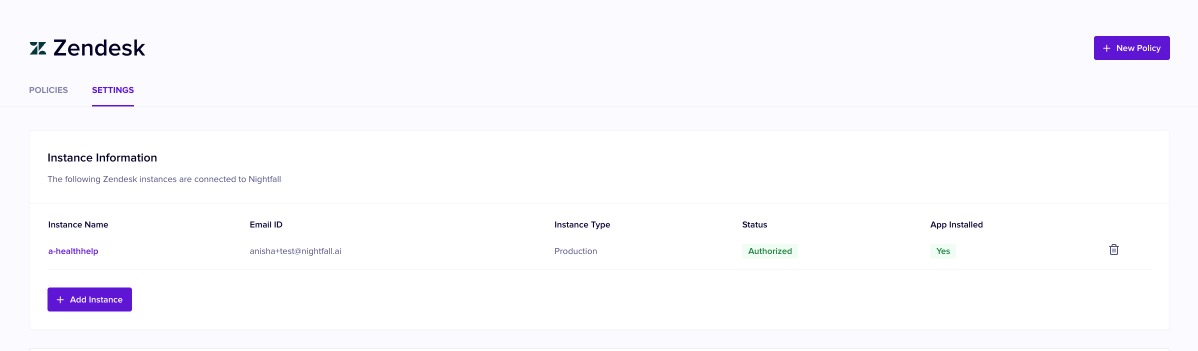 Zendesk
+ New Policy
POLICIES SETTINGS
Instance Information
The following Zendesk instances are connected to Nightfall
Instance Name Email ID Instance Type Status App Installed
a-healthhelp anisha+test@nightfall.ai Production Authorized Yes
+ Add Instance